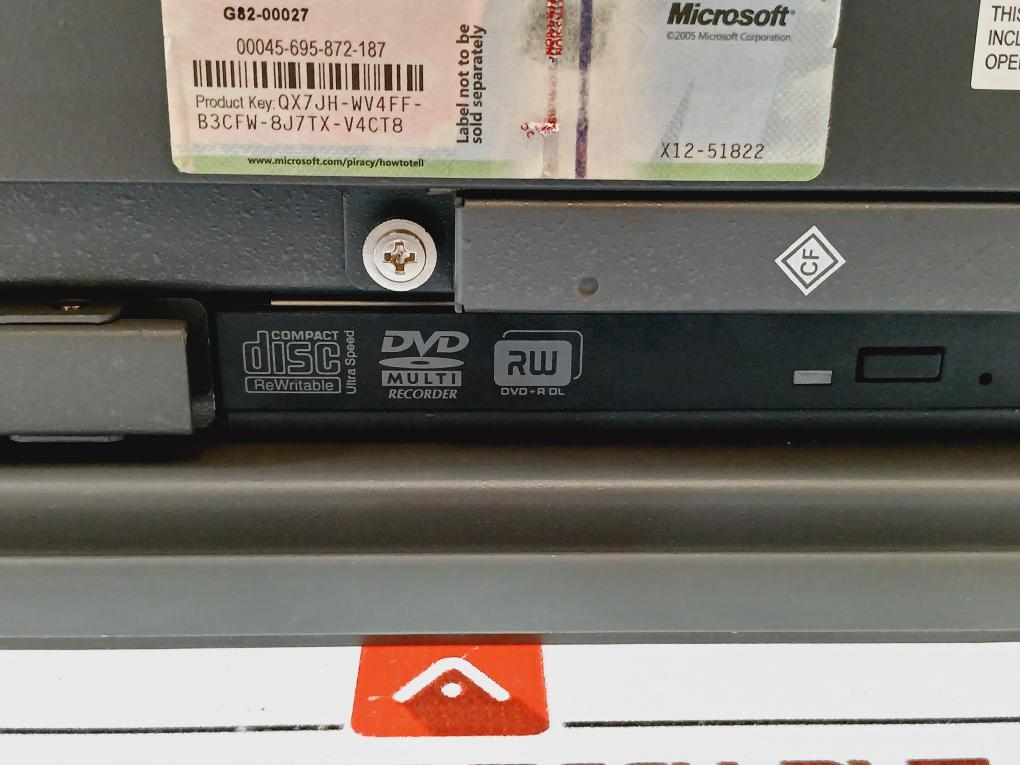 G82-00027
00045-695-872-187
Product Key: QX7JH-WV4FF-
B3CFW-8J7TX-V4CT8
www.microsoft.com/piracy/howtotell
Label not to be
sold separately
Microsoft®
©2005 Microsoft Corporation
X12-51822
THIS
INCL
OPE
CF
COMPACT
disc
ReWritable
Ultra Speed
DVD
MULTI
RECORDER
RW
DVD+R DL